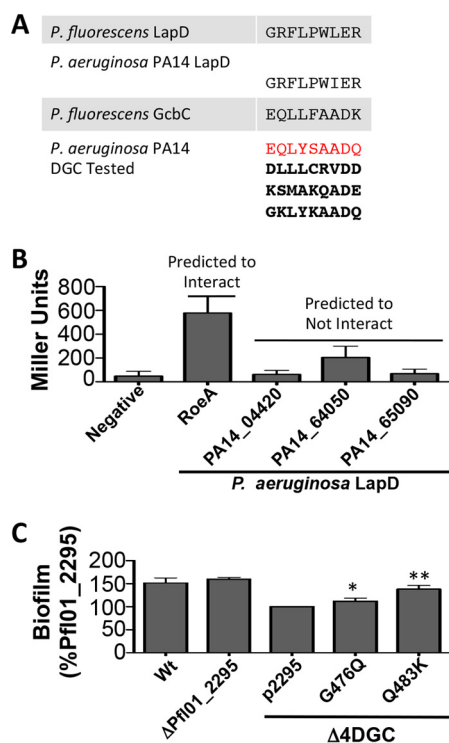 A
P. fluorescens LapD GRFLPWLER
P. aeruginosa PA14 LapD
GRFLPWIER
P. fluorescens GcbC EQLLFAADK
P. aeruginosa PA14 EQLYSAADQ
DGC Tested DLLLCRVDD
KSMAKQADE
GKLYKAADQ
B
Miller Units
800
600
400
200
0
Predicted to
Interact
Predicted to
Not Interact
Negative
RoeA
PA14_04420
PA14_64050
PA14_65090
P. aeruginosa LapD
C
Biofilm
(%Pfl01_2295)
200
150
100
50
0
*
**
Wt
ΔPfl01_2295
p2295
G476Q
Q483K
Δ4DGC